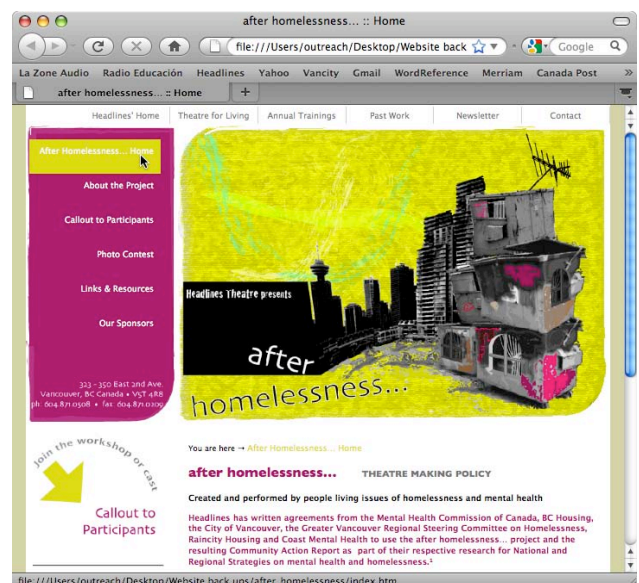 after homelessness... :: Home
file:///Users/outreach/Desktop/Website back
Google
La Zone Audio Radio Educación Headlines Yahoo Vancity Gmail WordReference Merriam Canada Post »
after homelessness... :: Home +
Headlines' Home Theatre for Living Annual Trainings Past Work Newsletter Contact
After Homelessness... Home
About the Project
Callout to Participants
Photo Contest
Links & Resources
Our Sponsors
323 - 350 East 2nd Ave.
Vancouver, BC Canada • V5T 4R8
ph: 604.871.0508 • fax: 604.871.0209
Headlines Theatre presents
after
homelessness...
join the workshop or cast
Callout to
Participants
You are here → After Homelessness... Home
after homelessness... THEATRE MAKING POLICY
Created and performed by people living issues of homelessness and mental health
Headlines has written agreements from the Mental Health Commission of Canada, BC Housing,
the City of Vancouver, the Greater Vancouver Regional Steering Committee on Homelessness,
Raincity Housing and Coast Mental Health to use the after homelessness... project and the
resulting Community Action Report as part of their respective research for National and
Regional Strategies on mental health and homelessness.¹
file:///Users/outreach/Desktop/Website back ups/after_homelessness/index.htm